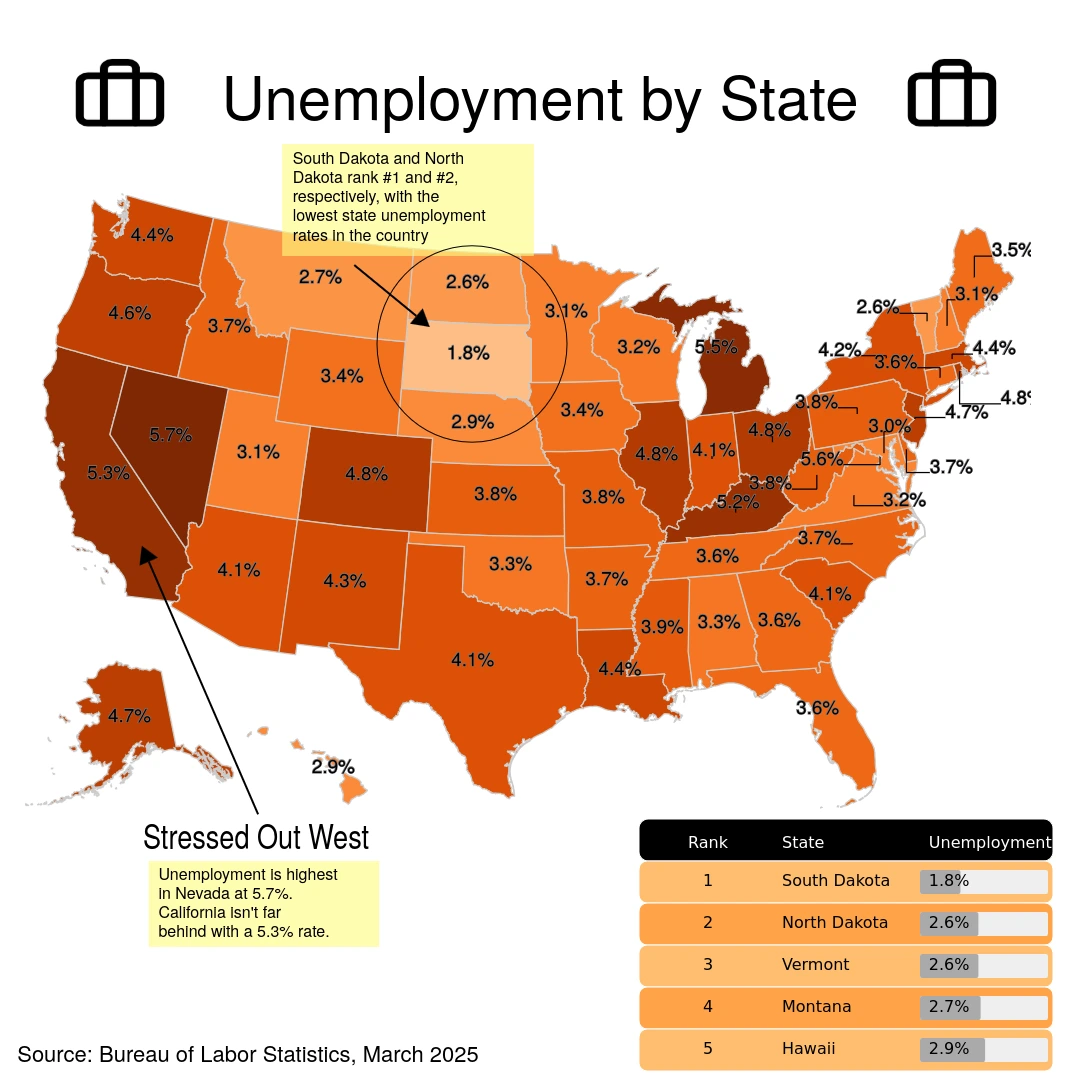 Unemployment by State
South Dakota and North
Dakota rank #1 and #2,
respectively, with the
lowest state unemployment
rates in the country
4.4%
2.7%
2.6%
3.5%
4.6%
3.7%
3.1%
2.6%
3.1%
3.4%
1.8%
3.2%
5.5%
4.2%
3.6%
4.4%
5.7%
3.1%
2.9%
3.4%
3.8%
4.8%
4.7%
5.3%
4.8%
3.8%
4.8%
4.1%
4.8%
3.0%
5.6%
3.7%
3.8%
3.8%
5.2%
3.2%
4.1%
4.3%
3.3%
3.7%
3.6%
3.7%
4.1%
4.1%
3.9%
3.3%
3.6%
4.4%
4.7%
3.6%
2.9%
Stressed Out West
Unemployment is highest
in Nevada at 5.7%.
California isn't far
behind with a 5.3% rate.
Rank State Unemployment
1 South Dakota 1.8%
2 North Dakota 2.6%
3 Vermont 2.6%
4 Montana 2.7%
5 Hawaii 2.9%
Source: Bureau of Labor Statistics, March 2025